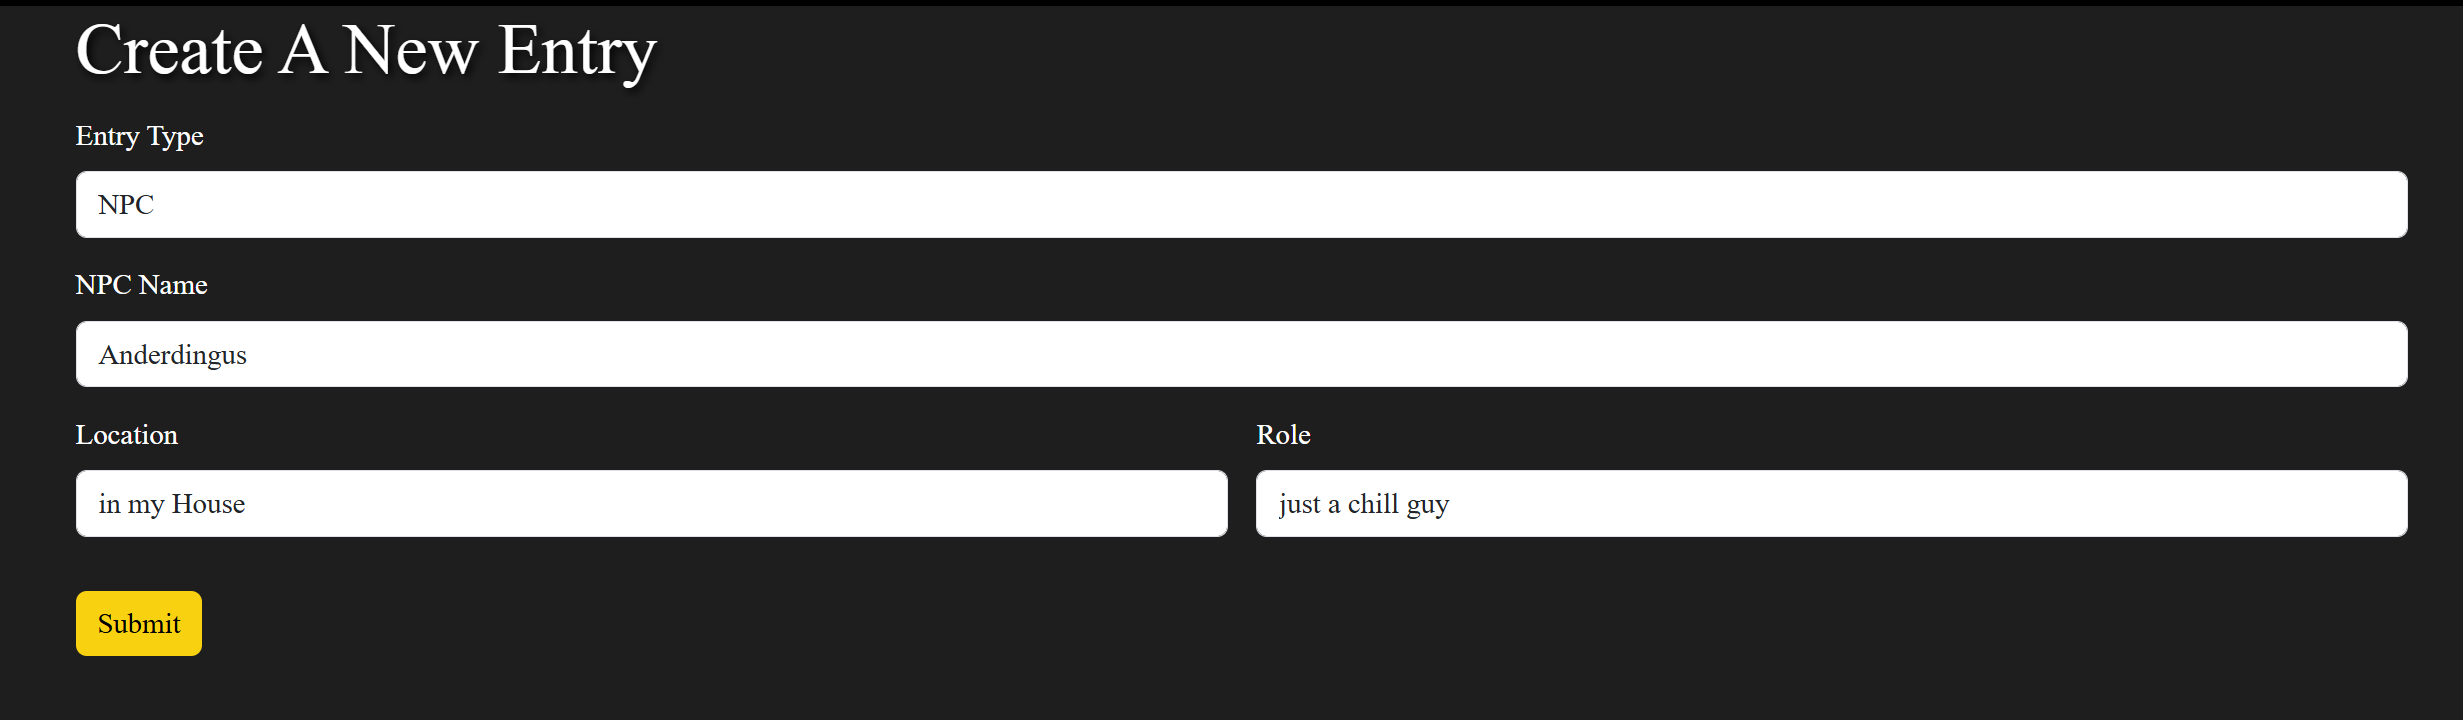 Create A New Entry
Entry Type
NPC
NPC Name
Anderdingus
Location
in my House
Role
just a chill guy
Submit